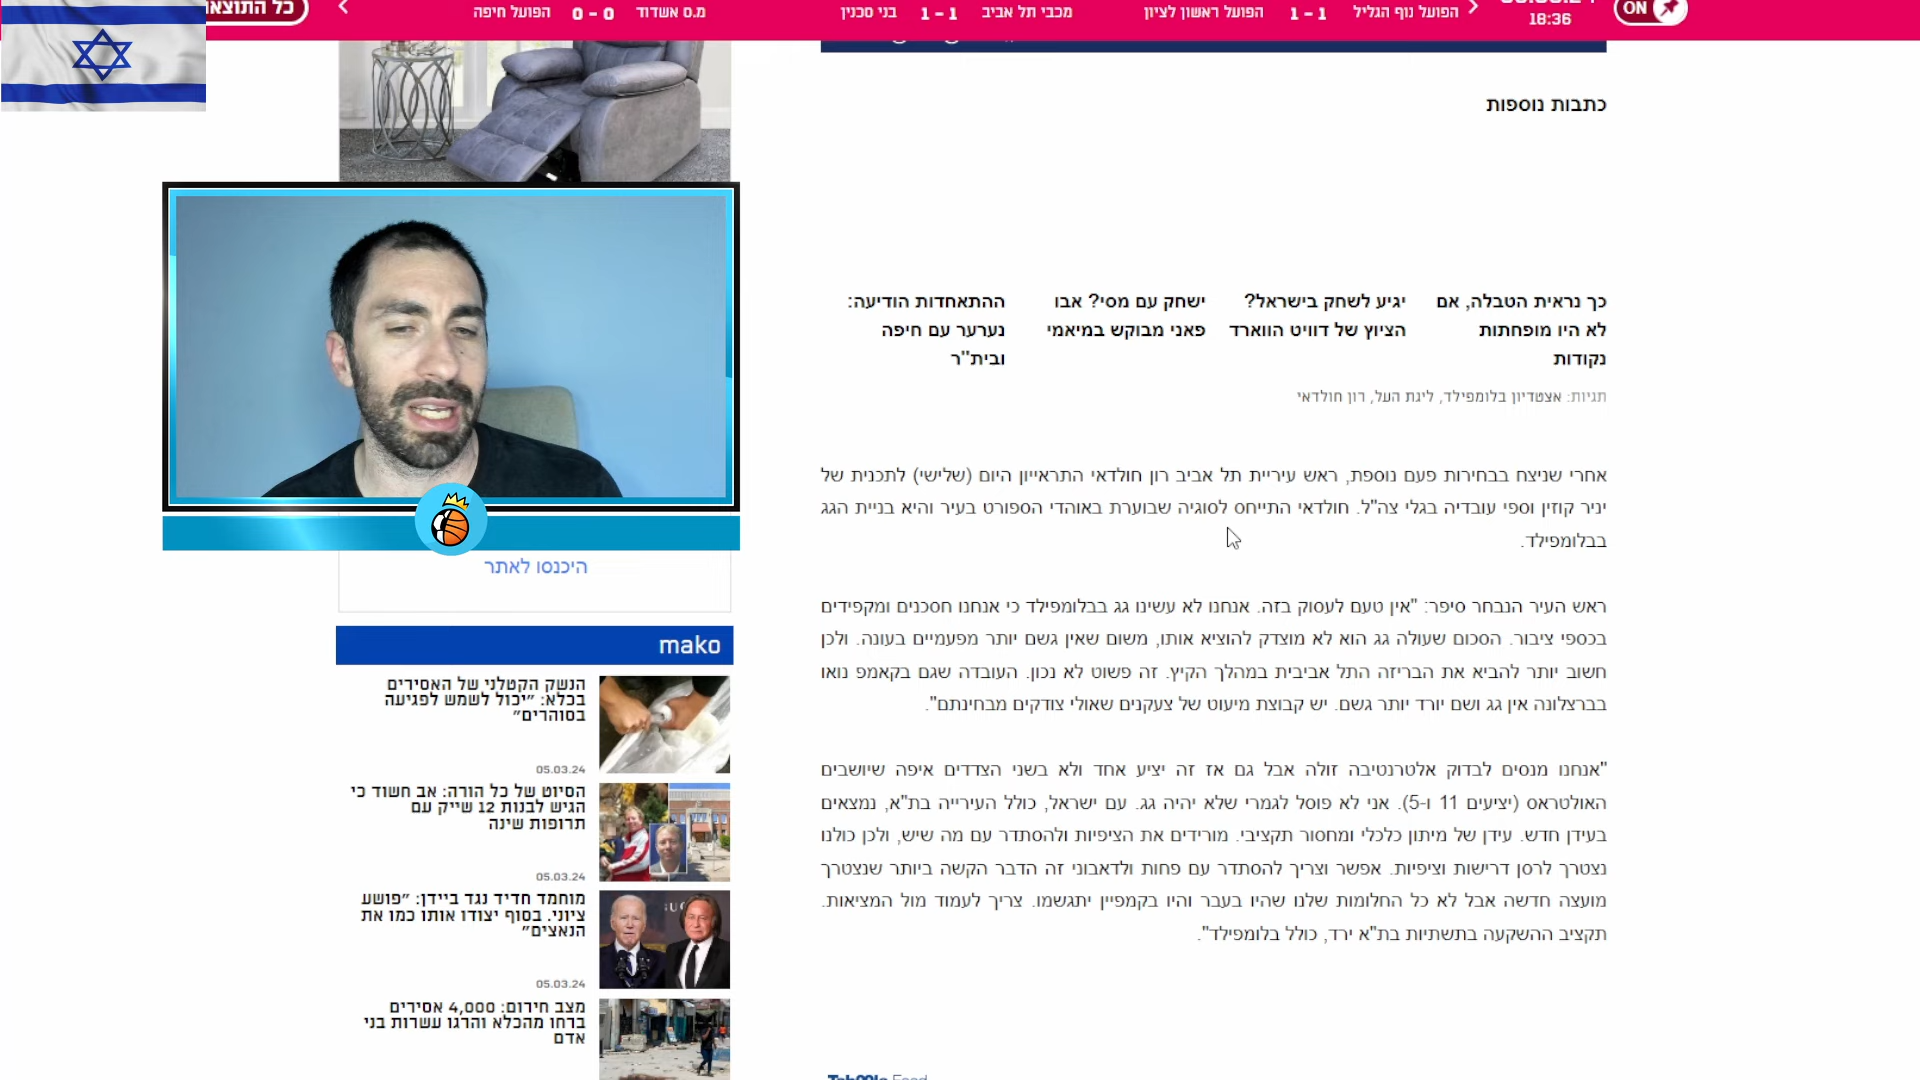 כל התוצאו
הפועל נוף הגליל 1 - 1 הפועל ראשון לציון
מכבי תל אביב 1 - 1 בני סכנין
מ.ס אשדוד 0 - 0 הפועל חיפה
18:36
ON
כתבות נוספות
כך נראית הטבלה, אם
לא היו מופחתות
נקודות
יגיע לשחק בישראל?
הציוץ של דוויט הווארד
ישחק עם מסי? אבו
פאני מבוקש במיאמי
ההתאחדות הודיעה:
נערער עם חיפה
ובית''ר
תגיות: אצטדיון בלומפילד, ליגת העל, רון חולדאי
אחרי שניצח בבחירות פעם נוספת, ראש עיריית תל אביב רון חולדאי התראיין היום (שלישי) לתכנית של
יניר קוזין וספי עובדיה בגלי צה"ל. חולדאי התייחס לסוגיה שבוערת באוהדי הספורט בעיר והיא בניית הגג
בבלומפילד.
ראש העיר הנבחר סיפר: "אין טעם לעסוק בזה. אנחנו לא עשינו גג בבלומפילד כי אנחנו חסכנים ומקפידים
בכספי ציבור. הסכום שעולה גג הוא לא מוצדק להוציא אותו, משום שאין גשם יותר מפעמיים בעונה. ולכן
חשוב יותר להביא את הבריזה התל אביבית במהלך הקיץ. זה פשוט לא נכון. העובדה שגם בקאמפ נואו
בברצלונה אין גג ושם יורד יותר גשם. יש קבוצת מיעוט של צעקנים שאולי צודקים מבחינתם".
"אנחנו מנסים לבדוק אלטרנטיבה זולה אבל גם אז זה יציע אחד ולא בשני הצדדים איפה שיושבים
האולטראס (יציעים 11 ו-5). אני לא פוסל לגמרי שלא יהיה גג. עם ישראל, כולל העירייה בת"א, נמצאים
בעידן חדש. עידן של מיתון כלכלי ומחסור תקציבי. מורידים את הציפיות ולהסתדר עם מה שיש, ולכן כולנו
נצטרך לרסן דרישות וציפיות. אפשר וצריך להסתדר עם פחות ולדאבוני זה הדבר הקשה ביותר שנצטרך
מועצה חדשה אבל לא כל החלומות שלנו שהיו בעבר והיו בקמפיין יתגשמו. צריך לעמוד מול המציאות.
תקציב ההשקעה בתשתיות בת"א ירד, כולל בלומפילד".
היכנסו לאתר
mako
הנשק הקטלני של האסירים
בכלא: "יכול לשמש לפגיעה
בסוהרים"
05.03.24
הסיוט של כל הורה: אב חשוד כי
הגיש לבנות 12 שייק עם
תרופות שינה
05.03.24
מוחמד חדיד נגד ביידן: "פושע
ציוני. בסוף יצודו אותו כמו את
הנאצים"
05.03.24
מצב חירום: 4,000 אסירים
ברחו מהכלא והרגו עשרות בני
אדם